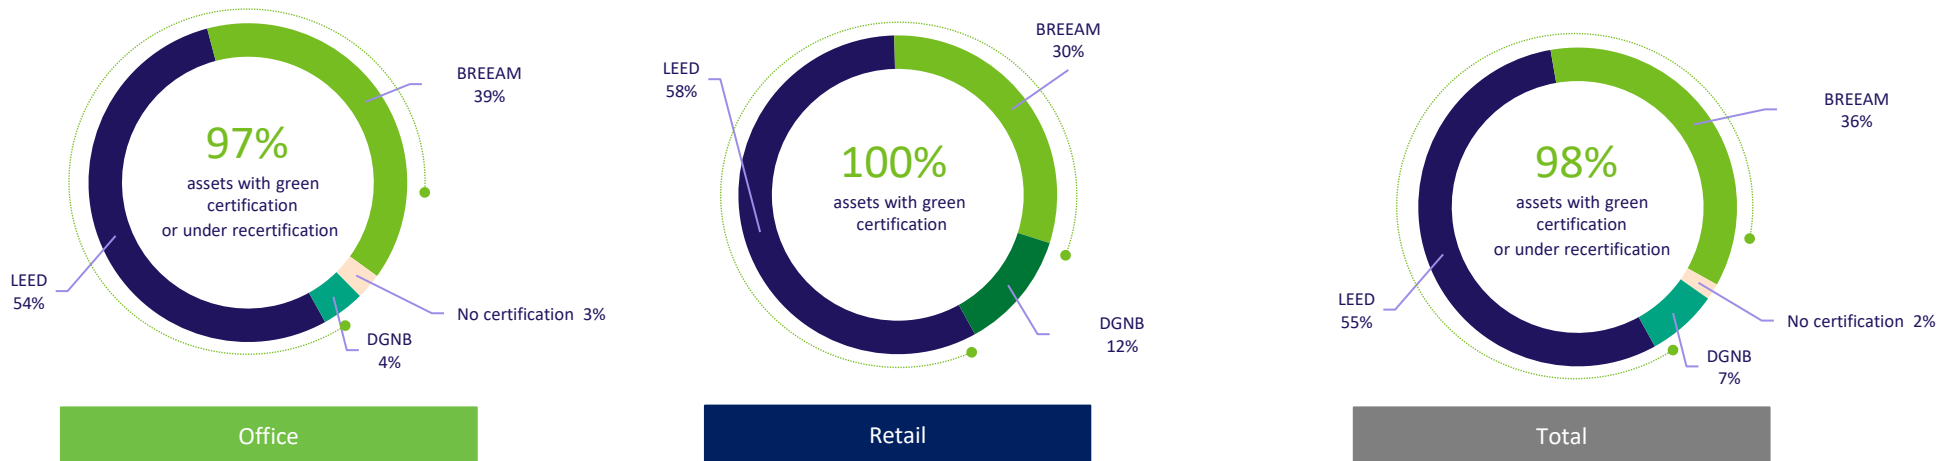 BREEAM
39%
97%
assets with green
certification
or under recertification
LEED
54%
No certification 3%
DGNB
4%
Office
BREEAM
30%
LEED
58%
100%
assets with green
certification
DGNB
12%
Retail
BREEAM
36%
98%
assets with green
certification
or under recertification
LEED
55%
No certification 2%
DGNB
7%
Total